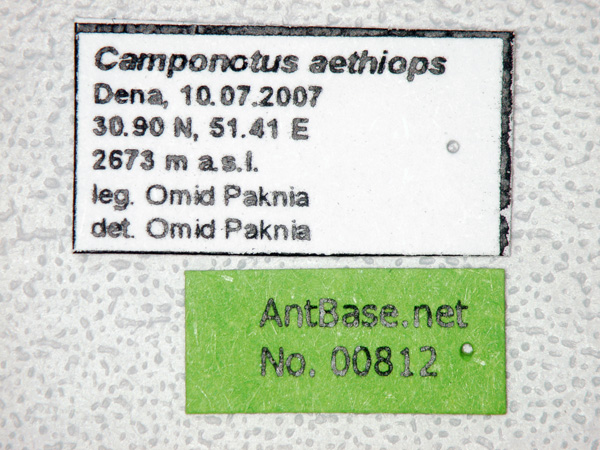 Camponotus aethiops
Dena, 10.07.2007
30.90 N, 51.41 E
2673 m a.s.l.
leg. Omid Paknia
det. Omid Paknia
AntBase.net
No. 00812